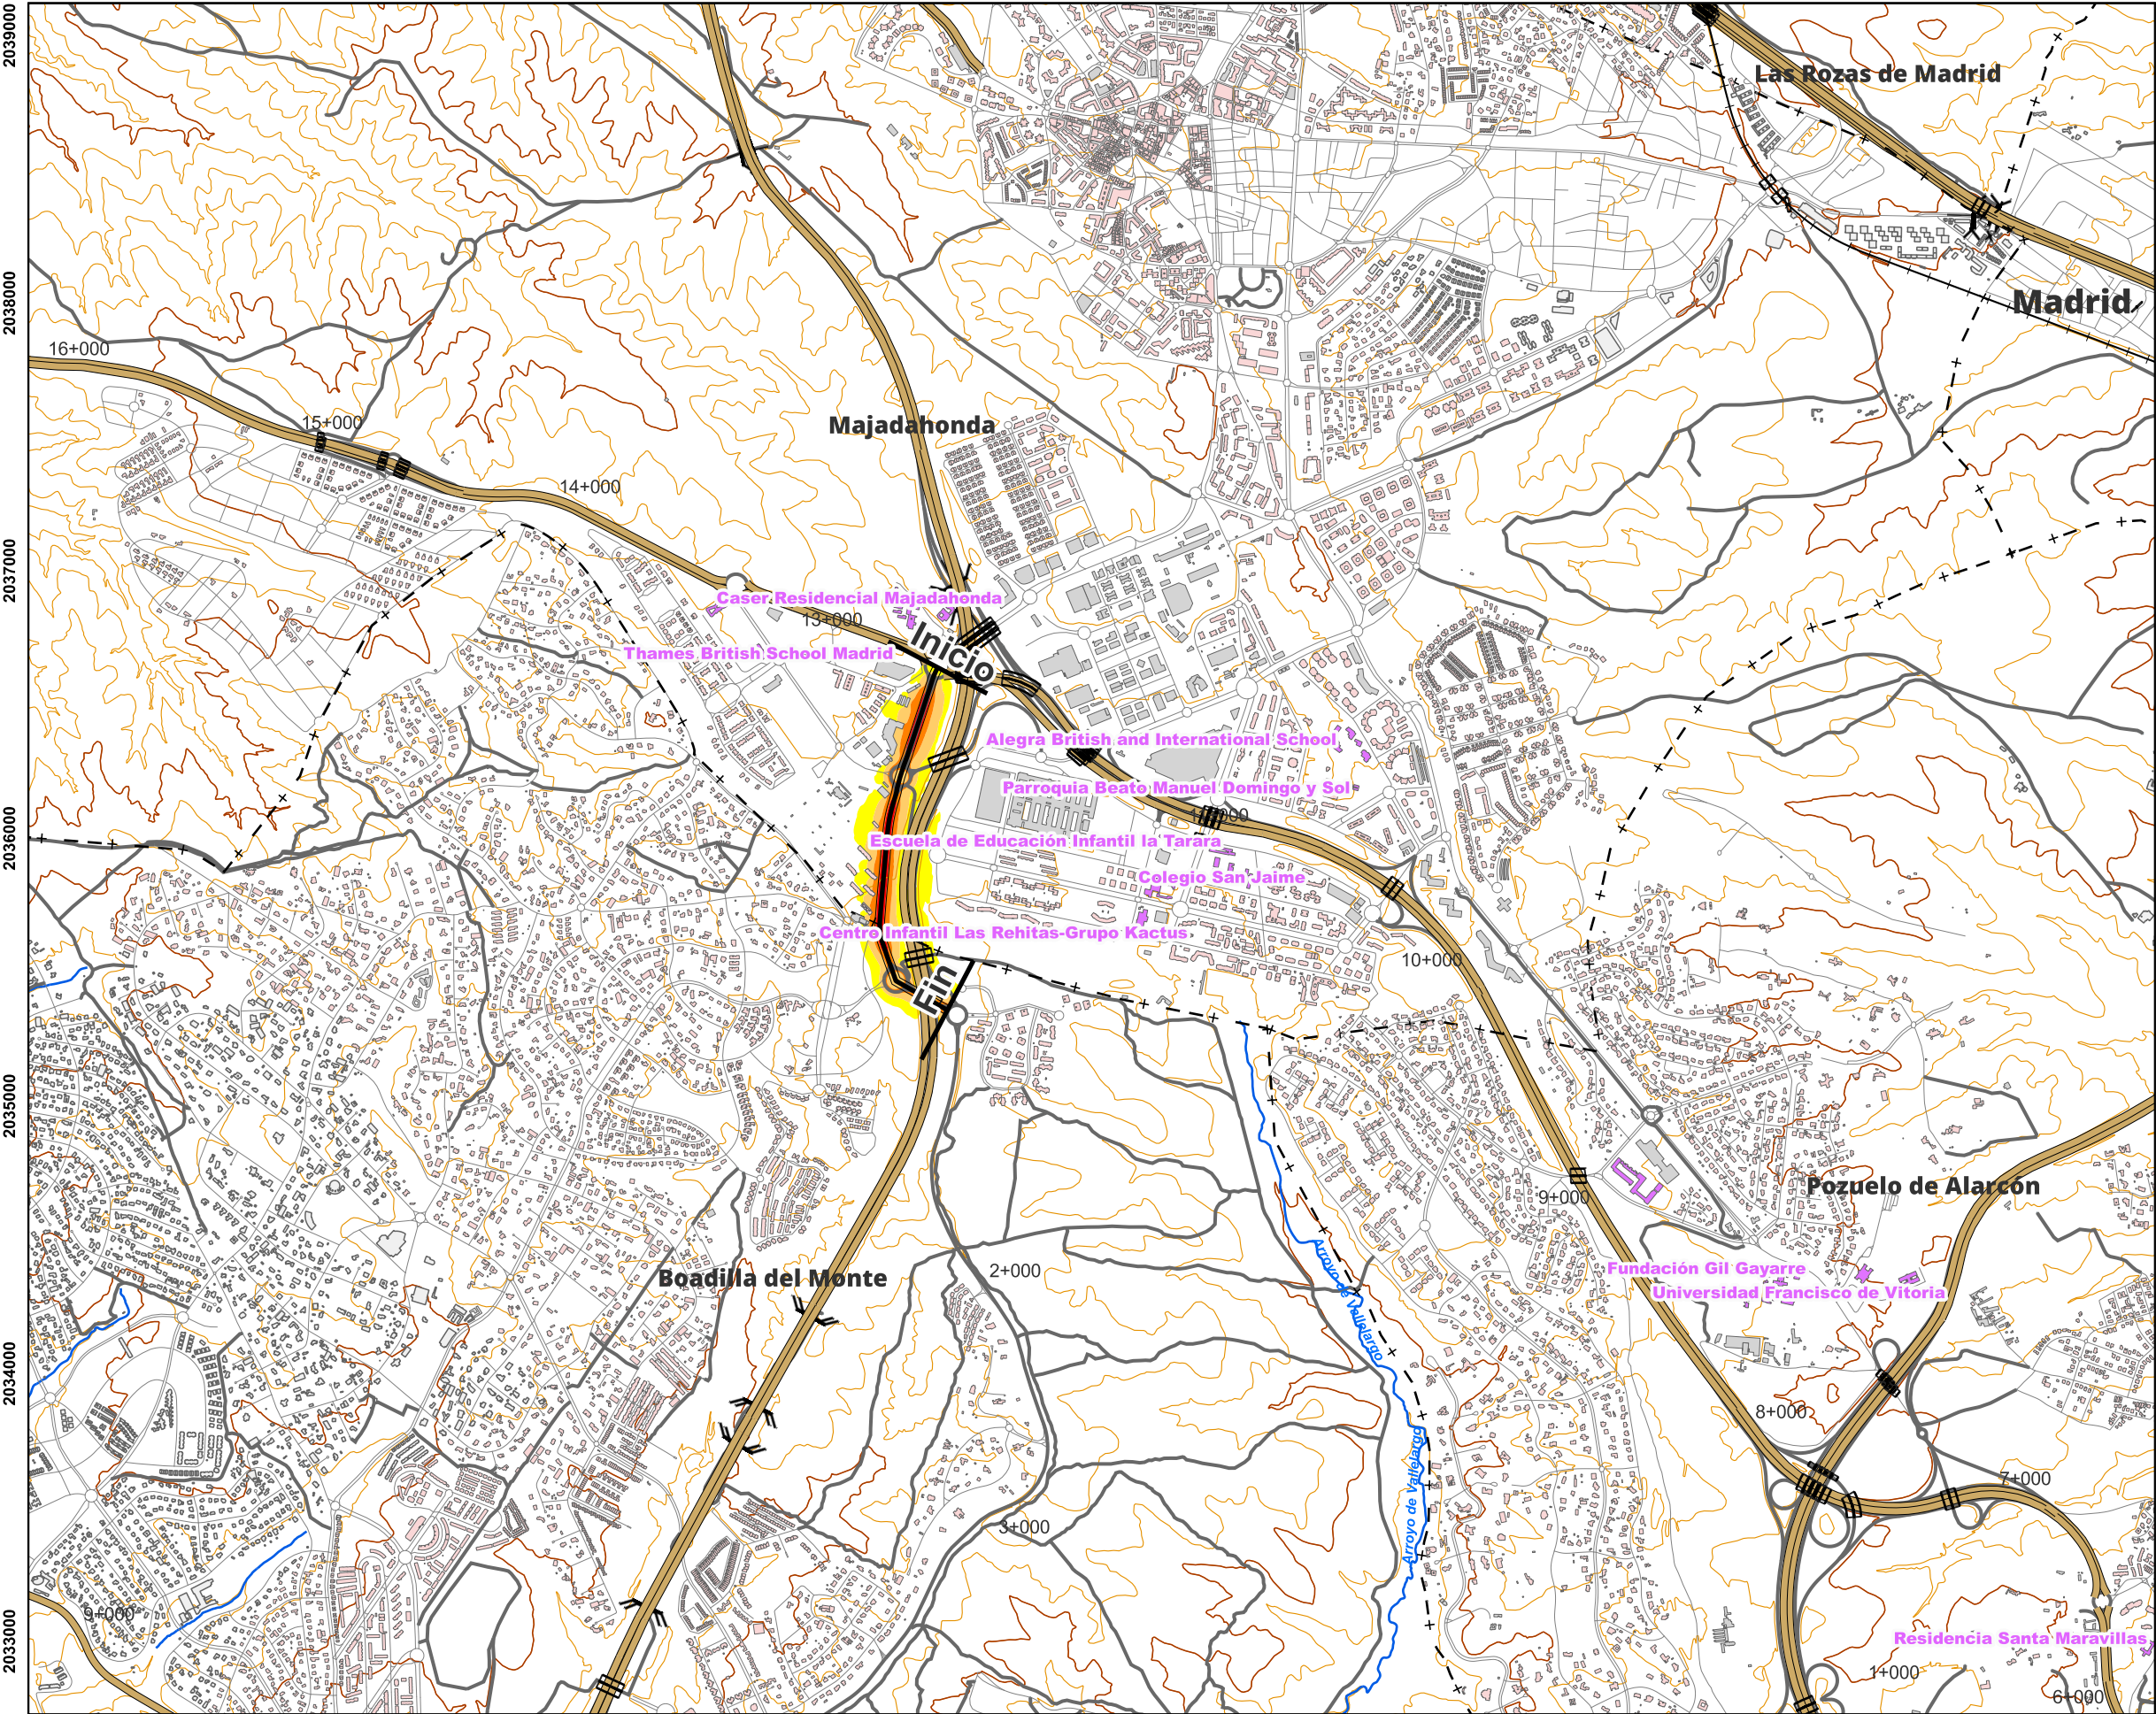 2039000
Las Rozas de Madrid
2038000
Madrid
16+000
15+000
Majadahonda
14+000
2037000
Caser Residencial Majadahonda
13+000
Inicio
Thames British School Madrid
Alegra British and International School
Parroquia Beato Manuel Domingo y Sol
2036000
Escuela de Educación Infantil la Tarara
Colegio San Jaime
Centro Infantil Las Rehitas-Grupo Kactus
10+000
Fin
2035000
9+000
Pozuelo de Alarcón
Arroyo de Vallelargo
Fundación Gil Gayarre
2+000
Boadilla del Monte
Universidad Francisco de Vitoria
2034000
8+000
Arroyo de Vallelargo
7+000
3+000
9+000
2033000
Residencia Santa Maravillas
1+000
6+000